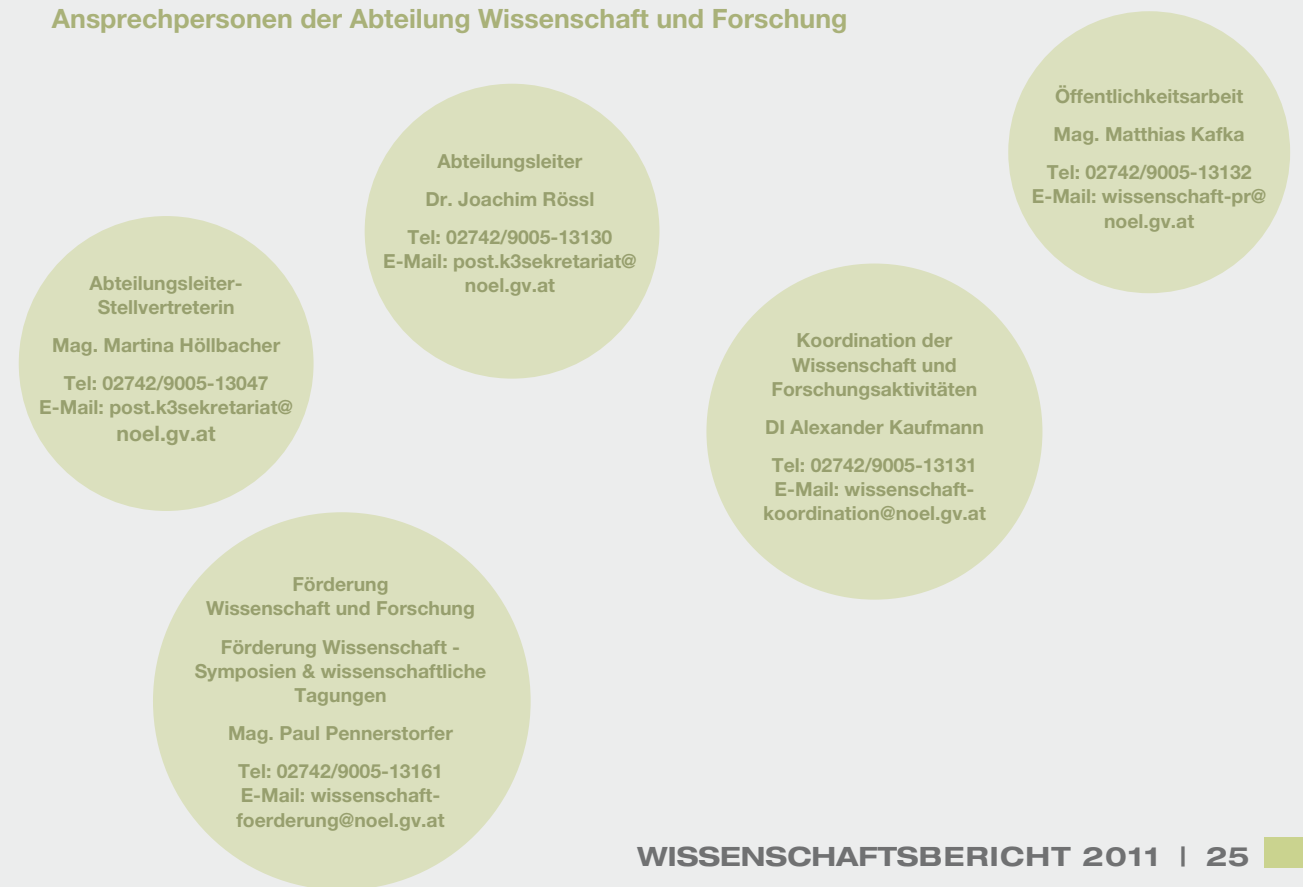 Ansprechpersonen der Abteilung Wissenschaft und Forschung
Öffentlichkeitsarbeit
Mag. Matthias Kafka
Tel: 02742/9005-13132
E-Mail: wissenschaft-pr@
noel.gv.at
Abteilungsleiter
Dr. Joachim Rössl
Tel: 02742/9005-13130
E-Mail: post.k3sekretariat@
noel.gv.at
Abteilungsleiter-
Stellvertreterin
Mag. Martina Höllbacher
Tel: 02742/9005-13047
E-Mail: post.k3sekretariat@
noel.gv.at
Koordination der
Wissenschaft und
Forschungsaktivitäten
DI Alexander Kaufmann
Tel: 02742/9005-13131
E-Mail: wissenschaft-
koordination@noel.gv.at
Förderung
Wissenschaft und Forschung
Förderung Wissenschaft -
Symposien & wissenschaftliche
Tagungen
Mag. Paul Pennerstorfer
Tel: 02742/9005-13161
E-Mail: wissenschaft-
foerderung@noel.gv.at
WISSENSCHAFTSBERICHT 2011 | 25